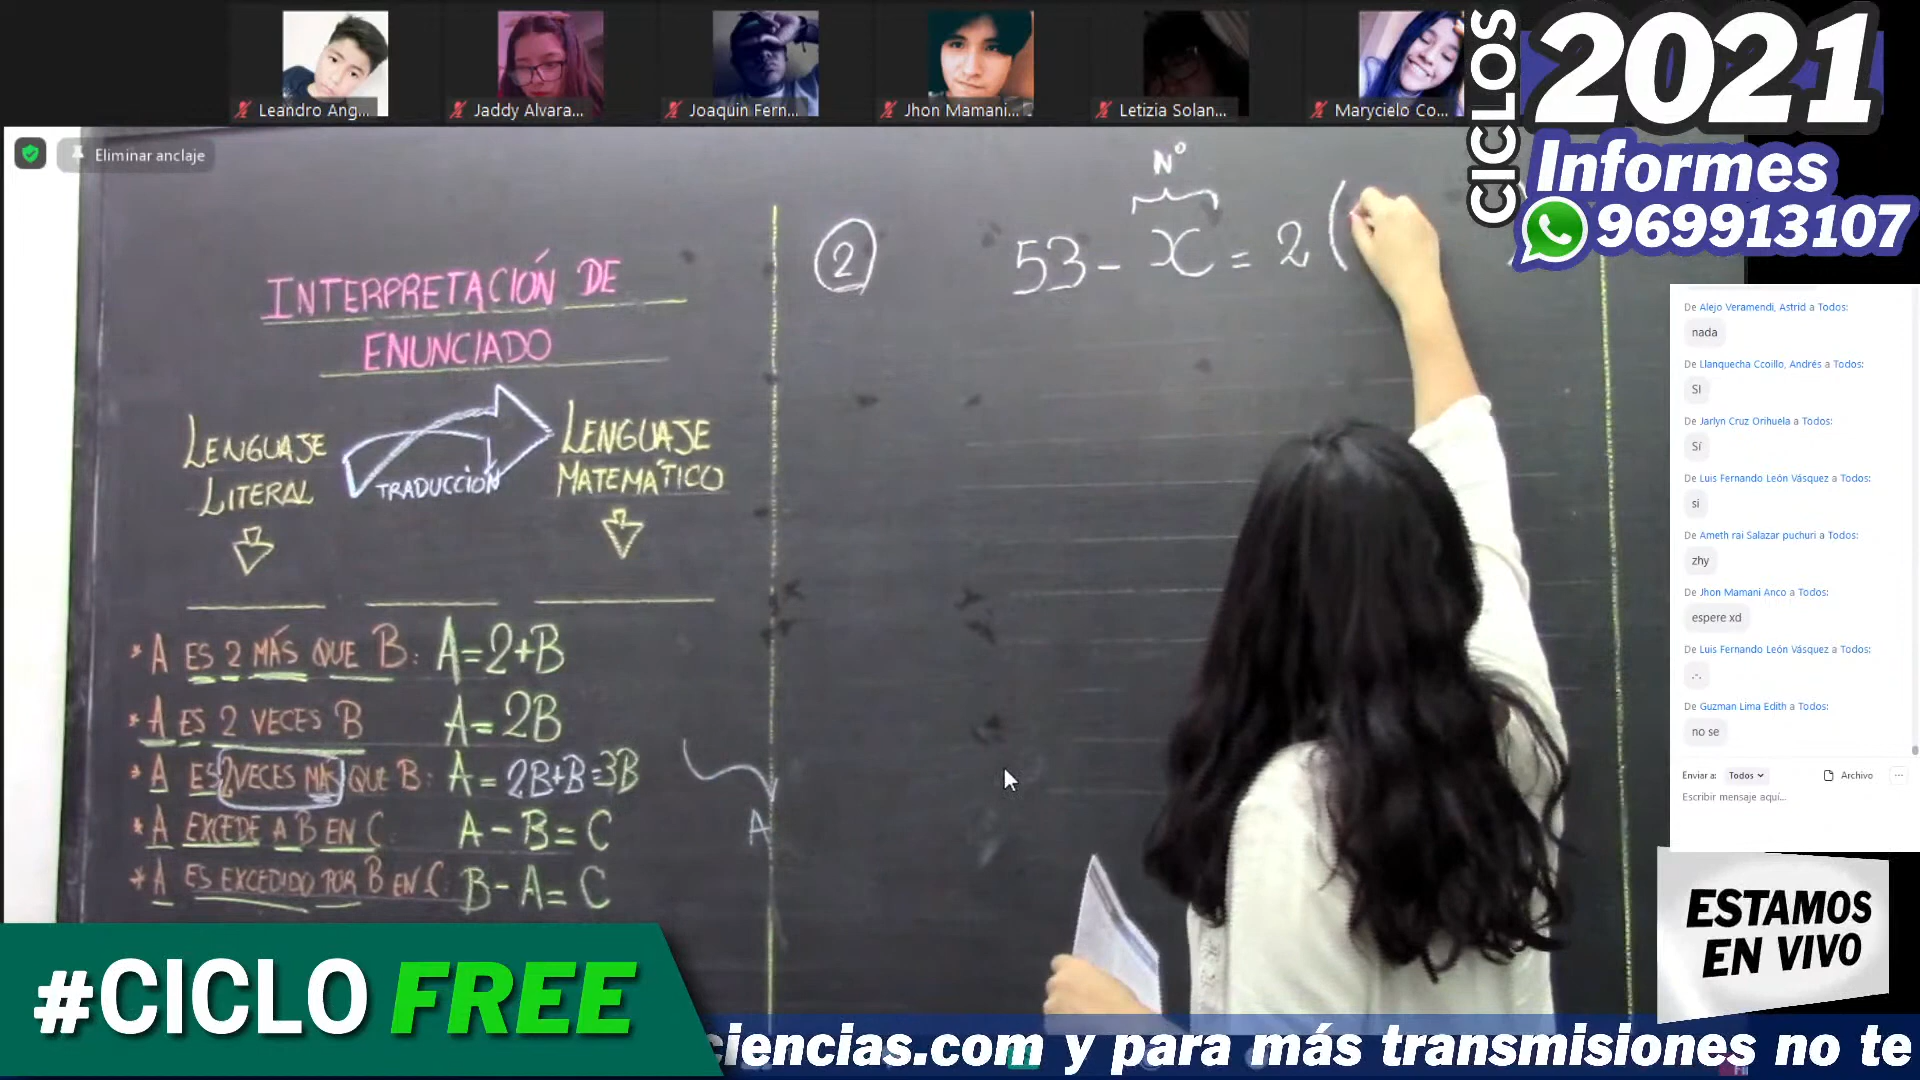 Leandro Ang...
Jaddy Alvara...
Joaquin Fern...
Jhon Mamani...
Letizia Solan...
Marycielo Co...
CICLOS
2021
Informes
969913107
Eliminar anclaje
INTERPRETACIÓN DE
ENUNCIADO
LENGUAJE
LITERAL
TRADUCCIÓN
LENGUAJE
MATEMÁTICO
* A ES 2 MÁS QUE B: A=2+B
* A ES 2 VECES B A=2B
* A ES 2VECES MAS QUE B: A= 2B+B=3B
* A EXCEDE A B EN C: A-B=C
* A ES EXCEDIDO POR B EN C: B-A=C
A
2
N°
53-x=2(
De Alejo Veramendi, Astrid a Todos:
nada
De Llanquecha Ccoillo, Andrés a Todos:
SI
De Jarlyn Cruz Orihuela a Todos:
Sí
De Luis Fernando León Vásquez a Todos:
si
De Ameth rai Salazar puchuri a Todos:
zhy
De Jhon Mamani Anco a Todos:
espere xd
De Luis Fernando León Vásquez a Todos:
.-.
De Guzman Lima Edith a Todos:
no se
Enviar a: Todos
Archivo
...
Escribir mensaje aquí...
ESTAMOS
EN VIVO
#CICLO FREE
ciencias.com y para más transmisiones no te